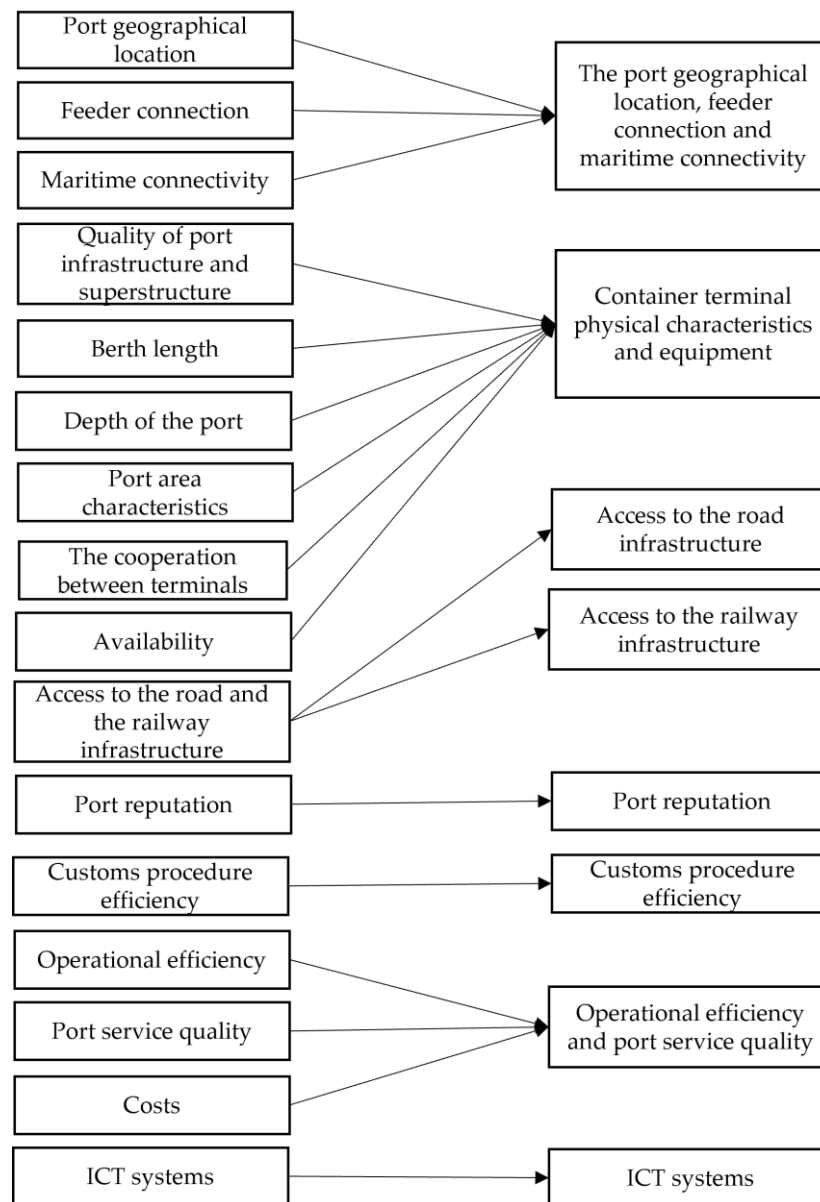 Port geographical
location
Feeder connection
Maritime connectivity
Quality of port
infrastructure and
superstructure
Berth length
Depth of the port
Port area
characteristics
The cooperation
between terminals
Availability
Access to the road and
the railway
infrastructure
Port reputation
Customs procedure
efficiency
Operational efficiency
Port service quality
Costs
ICT systems
The port geographical
location, feeder
connection and
maritime connectivity
Container terminal
physical characteristics
and equipment
Access to the road
infrastructure
Access to the railway
infrastructure
Port reputation
Customs procedure
efficiency
Operational efficiency
and port service quality
ICT systems